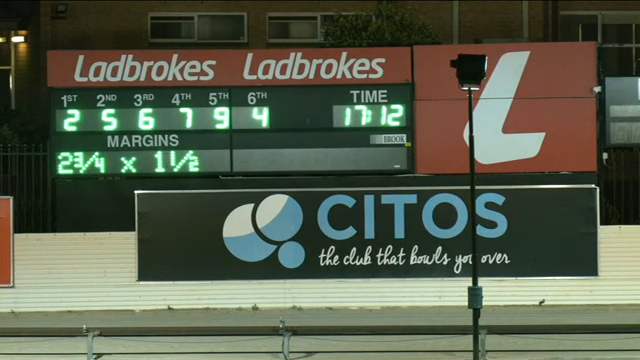 Ladbrokes Ladbrokes
1ST 2ND 3RD 4TH 5TH 6TH TIME
2 5 6 7 9 4 17:12
MARGINS BROOK
2¾ x 1½
CITOS
the club that bowls you over